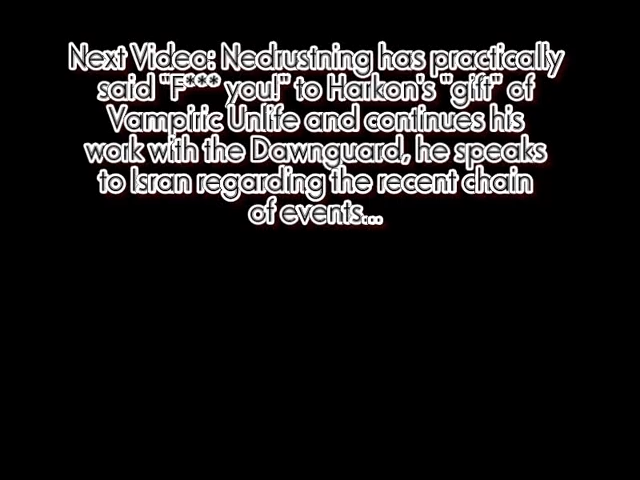 Next Video: Nedrustning has practically
said "F*** you!" to Harkon's "gift" of
Vampiric Unlife and continues his
work with the Dawnguard, he speaks
to Isran regarding the recent chain
of events...